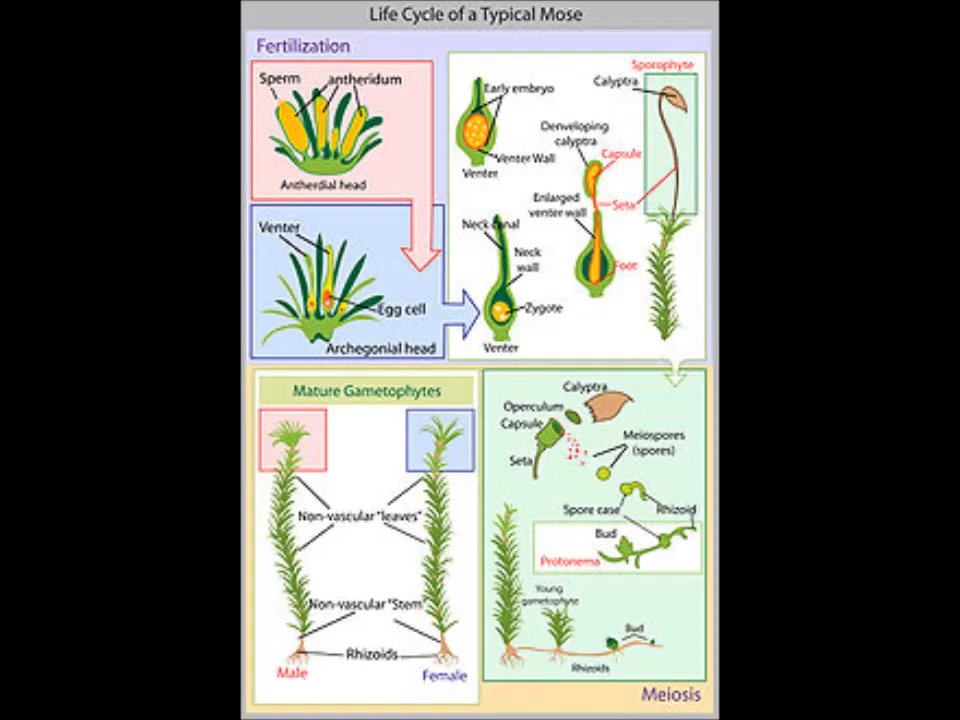 Life Cycle of a Typical Mose
Fertilization
Sperm
antheridum
Antherdial head
Venter
Egg cell
Archegonial head
Early embryo
Venter Wall
Venter
Neck canal
Neck
wall
Zygote
Venter
Denveloping
calyptra
Capsule
Enlarged
venter wall
Seta
Foot
Sporophyte
Calyptra
Mature Gametophytes
Non-vascular "leaves"
Non-vascular "Stem"
Rhizoids
Male
Female
Calyptra
Operculum
Capsule
Seta
Meiospores
(spores)
Spore case
Rhizoid
Bud
Protonema
Young
gametophyte
Bud
Rhizoids
Meiosis